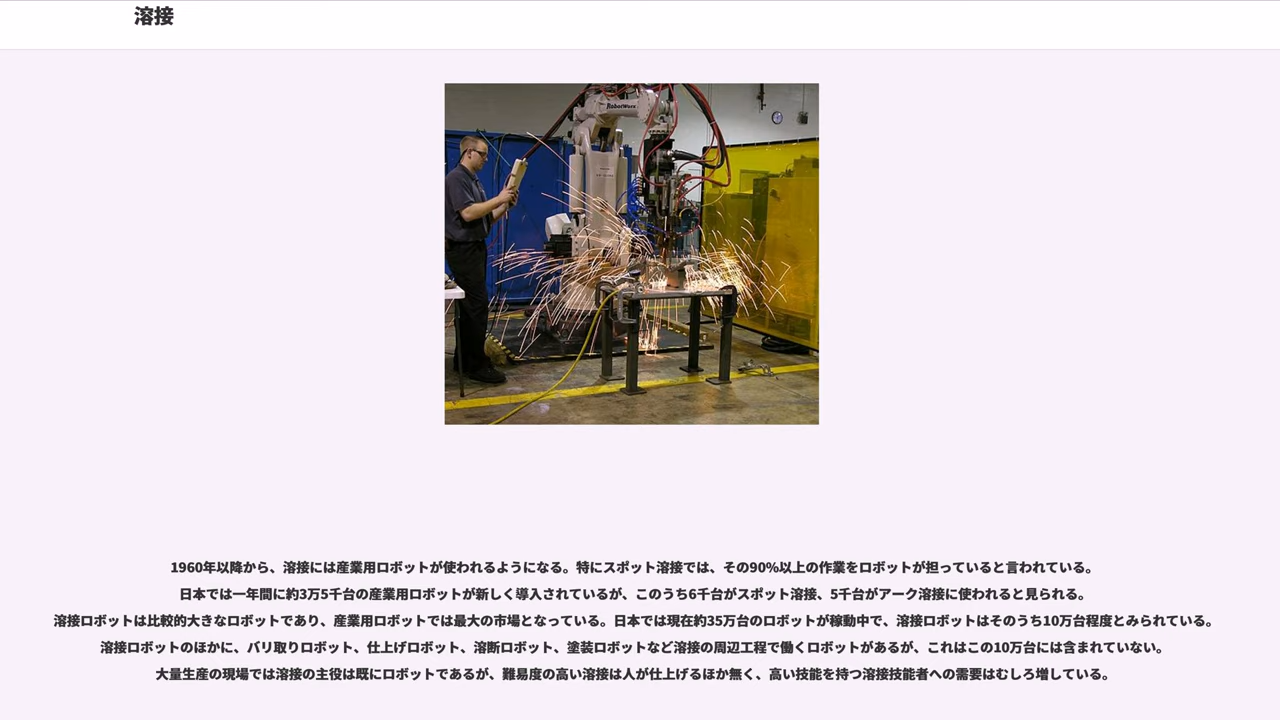 溶接
RobotWorx
1960年以降から、溶接には産業用ロボットが使われるようになる。特にスポット溶接では、その90%以上の作業をロボットが担っていると言われている。
日本では一年間に約3万5千台の産業用ロボットが新しく導入されているが、このうち6千台がスポット溶接、5千台がアーク溶接に使われると見られる。
溶接ロボットは比較的大きなロボットであり、産業用ロボットでは最大の市場となっている。日本では現在約35万台のロボットが稼動中で、溶接ロボットはそのうち10万台程度とみられている。
溶接ロボットのほかに、バリ取りロボット、仕上げロボット、溶断ロボット、塗装ロボットなど溶接の周辺工程で働くロボットがあるが、これはこの10万台には含まれていない。
大量生産の現場では溶接の主役は既にロボットであるが、難易度の高い溶接は人が仕上げるほか無く、高い技能を持つ溶接技能者への需要はむしろ増している。